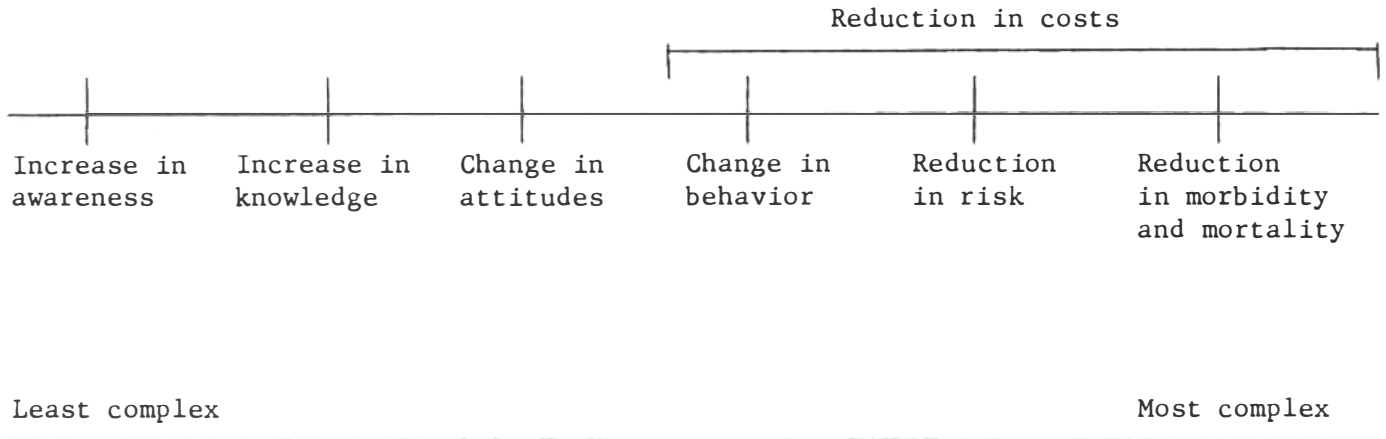 Reduction in costs
Increase in awareness
Increase in knowledge
Change in attitudes
Change in behavior
Reduction in risk
Reduction in morbidity and mortality
Least complex
Most complex